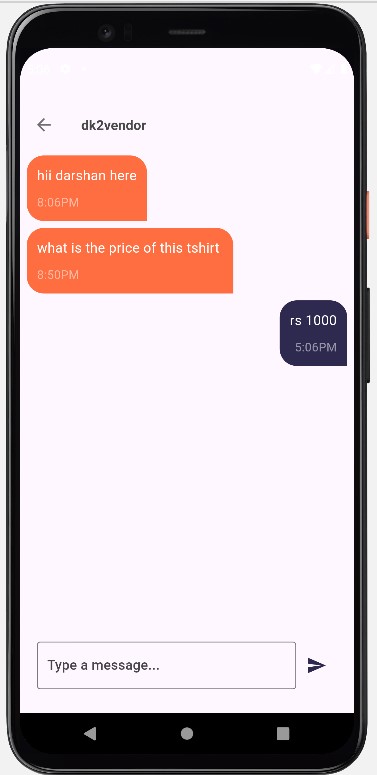 dk2vendor
hii darshan here
8:06PM
what is the price of this tshirt
8:50PM
rs 1000
5:06PM
Type a message...